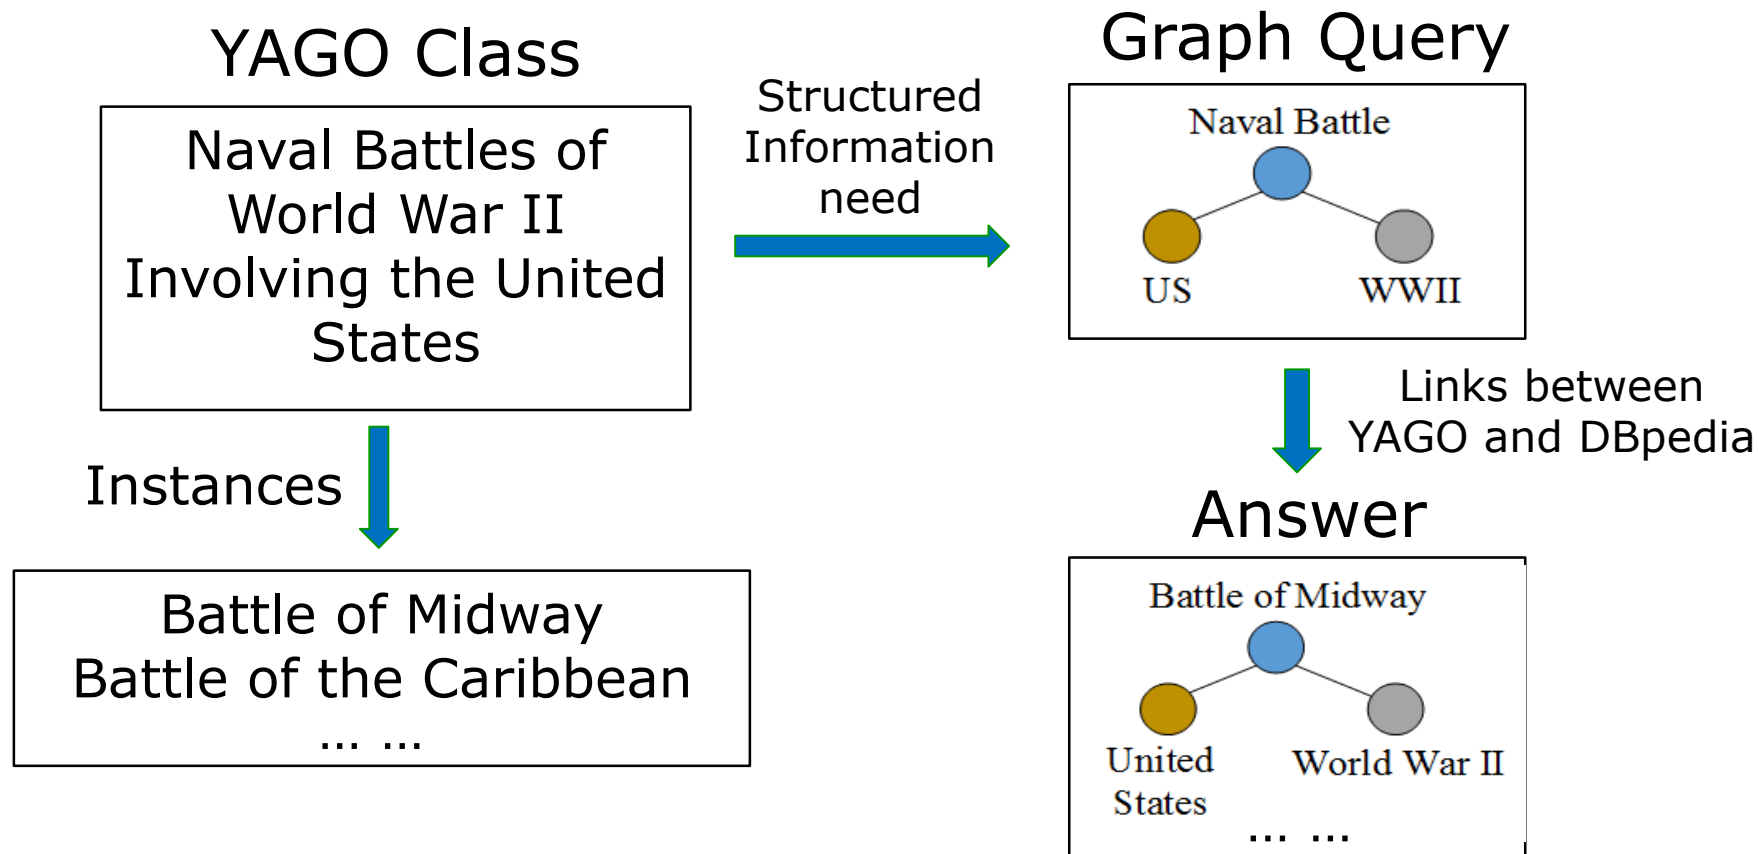 YAGO Class
Naval Battles of
World War II
Involving the United
States
Instances
Battle of Midway
Battle of the Caribbean
... ...
Structured
Information
need
Graph Query
Naval Battle
US
WWII
Links between
YAGO and DBpedia
Answer
Battle of Midway
United
States
World War II
... ...